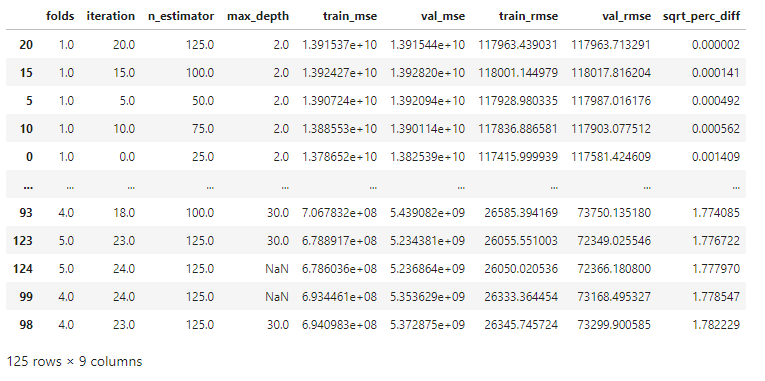 folds iteration n_estimator max_depth train_mse val_mse train_rmse val_rmse sqrt_perc_diff
20 1.0 20.0 125.0 2.0 1.391537e+10 1.391544e+10 117963.439031 117963.713291 0.000002
15 1.0 15.0 100.0 2.0 1.392427e+10 1.392820e+10 118001.144979 118017.816204 0.000141
5 1.0 5.0 50.0 2.0 1.390724e+10 1.392094e+10 117928.980335 117987.016176 0.000492
10 1.0 10.0 75.0 2.0 1.388553e+10 1.390114e+10 117836.886581 117903.077512 0.000562
0 1.0 0.0 25.0 2.0 1.378652e+10 1.382539e+10 117415.999939 117581.424609 0.001409
... ... ... ... ... ... ... ... ... ...
93 4.0 18.0 100.0 30.0 7.067832e+08 5.439082e+09 26585.394169 73750.135180 1.774085
123 5.0 23.0 125.0 30.0 6.788917e+08 5.234381e+09 26055.551003 72349.025546 1.776722
124 5.0 24.0 125.0 NaN 6.786036e+08 5.236864e+09 26050.020536 72366.180800 1.777970
99 4.0 24.0 125.0 NaN 6.934461e+08 5.353629e+09 26333.364454 73168.495327 1.778547
98 4.0 23.0 125.0 30.0 6.940983e+08 5.372875e+09 26345.745724 73299.900585 1.782229
125 rows × 9 columns